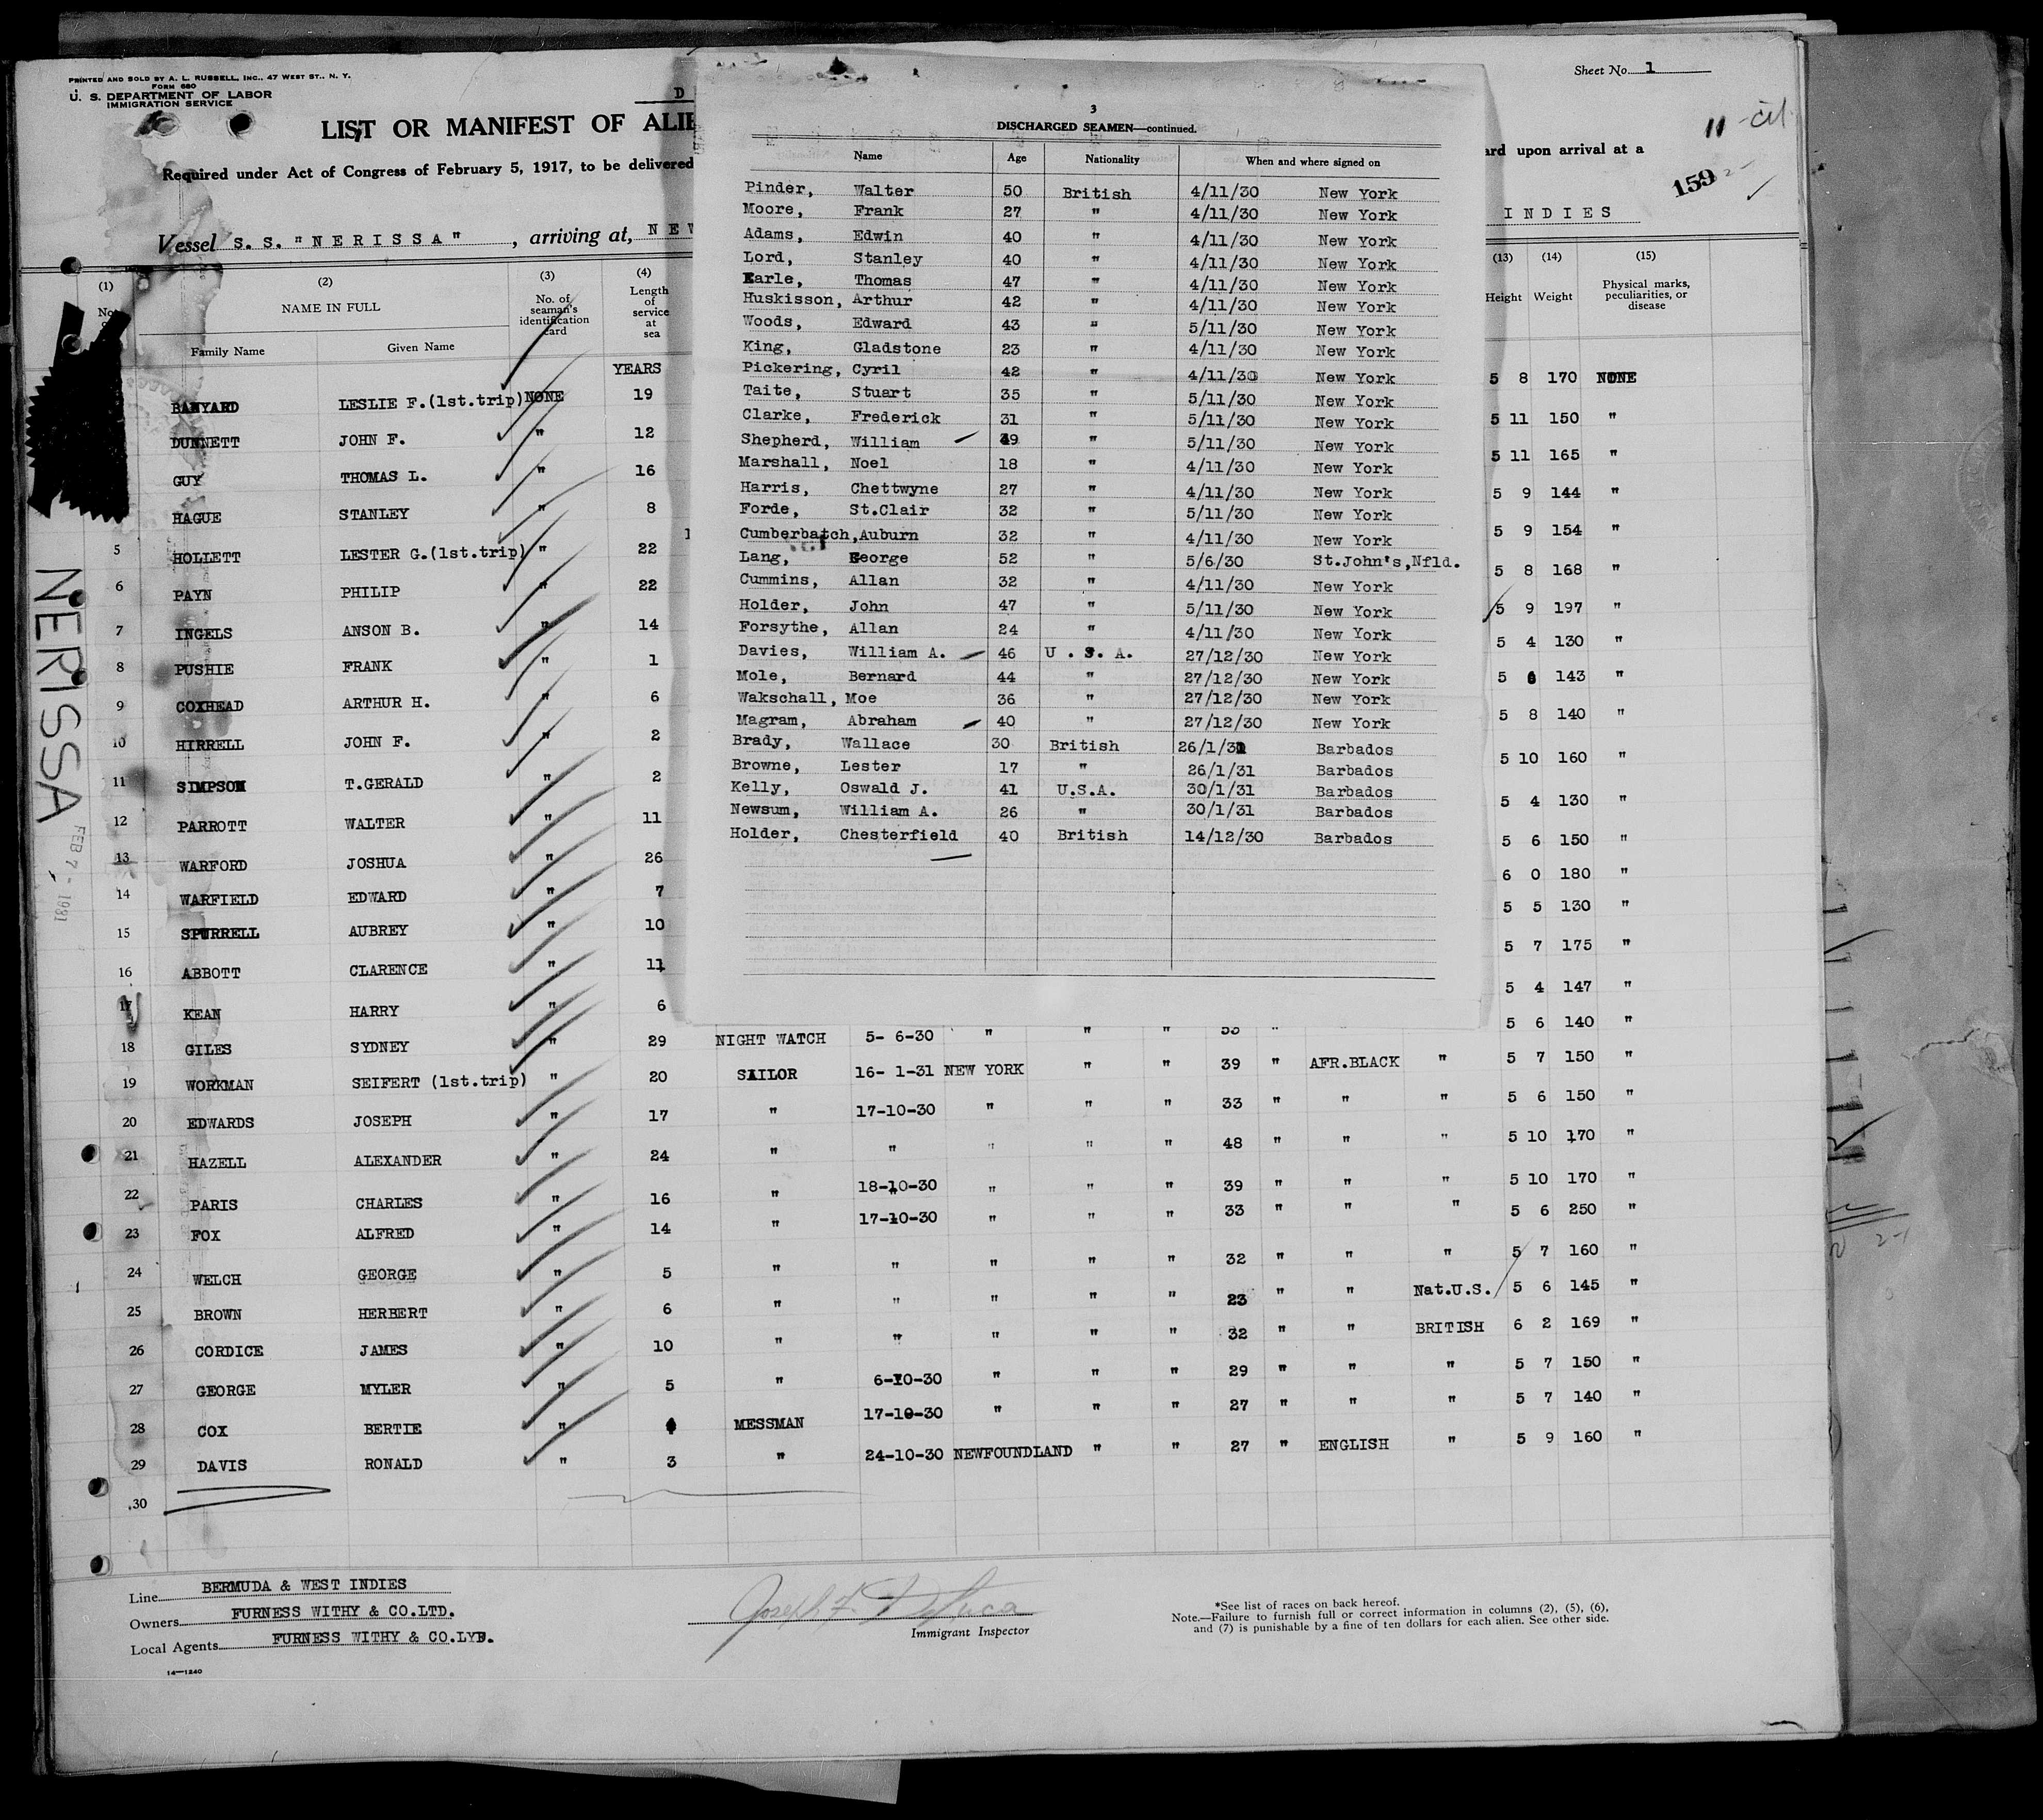 PRINTED AND SOLD BY A. L. RUSSELL, INC., 47 WEST ST., N. Y.
FORM 680
U. S. DEPARTMENT OF LABOR
IMMIGRATION SERVICE
Sheet No. 1
D
LIST OR MANIFEST OF ALIE
11
Required under Act of Congress of February 5, 1917, to be delivered
ard upon arrival at a
159
Vessel S. S. "NERISSA", arriving at, NEW
INDIES
(1) (2) (3) (4) (13) (14) (15)
No. NAME IN FULL No. of seaman's identification card Length of service at sea Height Weight Physical marks, peculiarities, or disease
Family Name Given Name
YEARS
BANYARD LESLIE F.(1st.trip) NONE 19 5 8 170 NONE
DUNNETT JOHN F. " 12 5 11 150 "
GUY THOMAS L. " 16 5 11 165 "
HAGUE STANLEY " 8 5 9 144 "
5 HOLLETT LESTER G.(1st.trip) " 22 5 9 154 "
6 PAYN PHILIP " 22 5 8 168 "
7 INGELS ANSON B. " 14 5 9 197 "
8 PUSHIE FRANK " 1 5 4 130 "
9 COXHEAD ARTHUR H. " 6 5 6 143 "
10 HIRRELL JOHN F. " 2 5 8 140 "
11 SIMPSON T.GERALD " 2 5 10 160 "
12 PARROTT WALTER " 11 5 4 130 "
13 WARFORD JOSHUA " 26 5 6 150 "
14 WARFIELD EDWARD " 7 6 0 180 "
15 SPURRELL AUBREY " 10 5 5 130 "
16 ABBOTT CLARENCE " 11 5 7 175 "
17 KEAN HARRY " 6 5 4 147 "
18 GILES SYDNEY " 29 NIGHT WATCH 5- 6-30 " " " 53 " 5 6 140 "
19 WORKMAN SEIFERT (1st.trip) " 20 SAILOR 16- 1-31 NEW YORK " " 39 " AFR.BLACK " 5 7 150 "
20 EDWARDS JOSEPH " 17 " 17-10-30 " " " 33 " " " 5 6 150 "
21 HAZELL ALEXANDER " 24 " " " " " 48 " " " 5 10 170 "
22 PARIS CHARLES " 16 " 18-10-30 " " " 39 " " " 5 10 170 "
23 FOX ALFRED " 14 " 17-10-30 " " " 33 " " " 5 6 250 "
24 WELCH GEORGE " 5 " " " " " 32 " " " 5 7 160 "
25 BROWN HERBERT " 6 " " " " " 23 " " Nat.U.S. 5 6 145 "
26 CORDICE JAMES " 10 " " " " " 32 " " BRITISH 6 2 169 "
27 GEORGE MYLER " 5 " 6-10-30 " " " 29 " " " 5 7 150 "
28 COX BERTIE " MESSMAN 17-10-30 " " " 27 " " " 5 7 140 "
29 DAVIS RONALD " 3 " 24-10-30 NEWFOUNDLAND " " 27 " ENGLISH " 5 9 160 "
30
Line BERMUDA & WEST INDIES
Owners FURNESS WITHY & CO.LTD.
Local Agents FURNESS WITHY & CO.LTD.
14—1240
Immigrant Inspector
*See list of races on back hereof.
Note.—Failure to furnish full or correct information in columns (2), (5), (6),
and (7) is punishable by a fine of ten dollars for each alien. See other side.
NERISSA
FEB 7 - 1931
3
DISCHARGED SEAMEN—continued.
Name Age Nationality When and where signed on
Pinder, Walter 50 British 4/11/30 New York
Moore, Frank 27 " 4/11/30 New York
Adams, Edwin 40 " 4/11/30 New York
Lord, Stanley 40 " 4/11/30 New York
Earle, Thomas 47 " 4/11/30 New York
Huskisson, Arthur 42 " 4/11/30 New York
Woods, Edward 43 " 5/11/30 New York
King, Gladstone 23 " 4/11/30 New York
Pickering, Cyril 42 " 4/11/30 New York
Taite, Stuart 35 " 5/11/30 New York
Clarke, Frederick 31 " 5/11/30 New York
Shepherd, William 49 " 5/11/30 New York
Marshall, Noel 18 " 4/11/30 New York
Harris, Chettwyne 27 " 4/11/30 New York
Forde, St.Clair 32 " 5/11/30 New York
Cumberbatch, Auburn 32 " 4/11/30 New York
Lang, George 52 " 5/6/30 St.John's,Nfld.
Cummins, Allan 32 " 4/11/30 New York
Holder, John 47 " 5/11/30 New York
Forsythe, Allan 24 " 4/11/30 New York
Davies, William A. 46 U . S. A. 27/12/30 New York
Mole, Bernard 44 " 27/12/30 New York
Wakschall, Moe 36 " 27/12/30 New York
Magram, Abraham 40 " 27/12/30 New York
Brady, Wallace 30 British 26/1/31 Barbados
Browne, Lester 17 " 26/1/31 Barbados
Kelly, Oswald J. 41 U.S.A. 30/1/31 Barbados
Newsum, William A. 26 " 30/1/31 Barbados
Holder, Chesterfield 40 British 14/12/30 Barbados